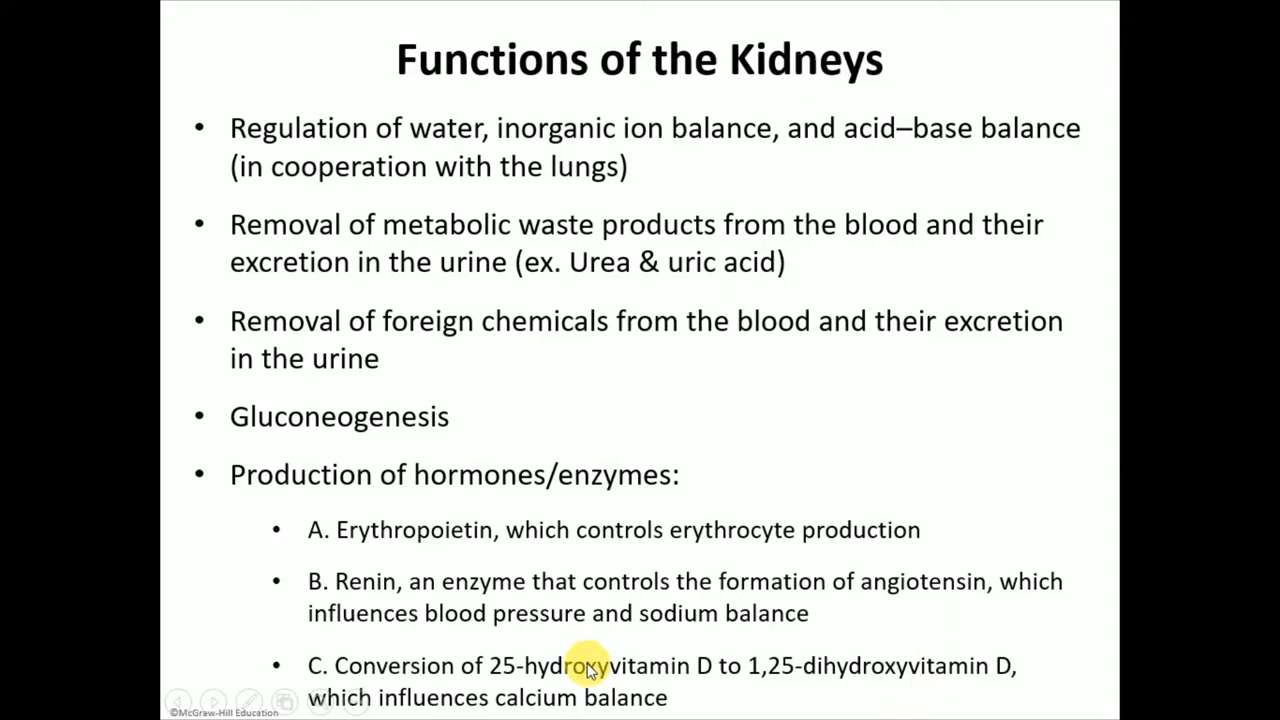 Functions of the Kidneys
• Regulation of water, inorganic ion balance, and acid–base balance
(in cooperation with the lungs)
• Removal of metabolic waste products from the blood and their
excretion in the urine (ex. Urea & uric acid)
• Removal of foreign chemicals from the blood and their excretion
in the urine
• Gluconeogenesis
• Production of hormones/enzymes:
• A. Erythropoietin, which controls erythrocyte production
• B. Renin, an enzyme that controls the formation of angiotensin, which
influences blood pressure and sodium balance
• C. Conversion of 25-hydroxyvitamin D to 1,25-dihydroxyvitamin D,
which influences calcium balance
©McGraw-Hill Education